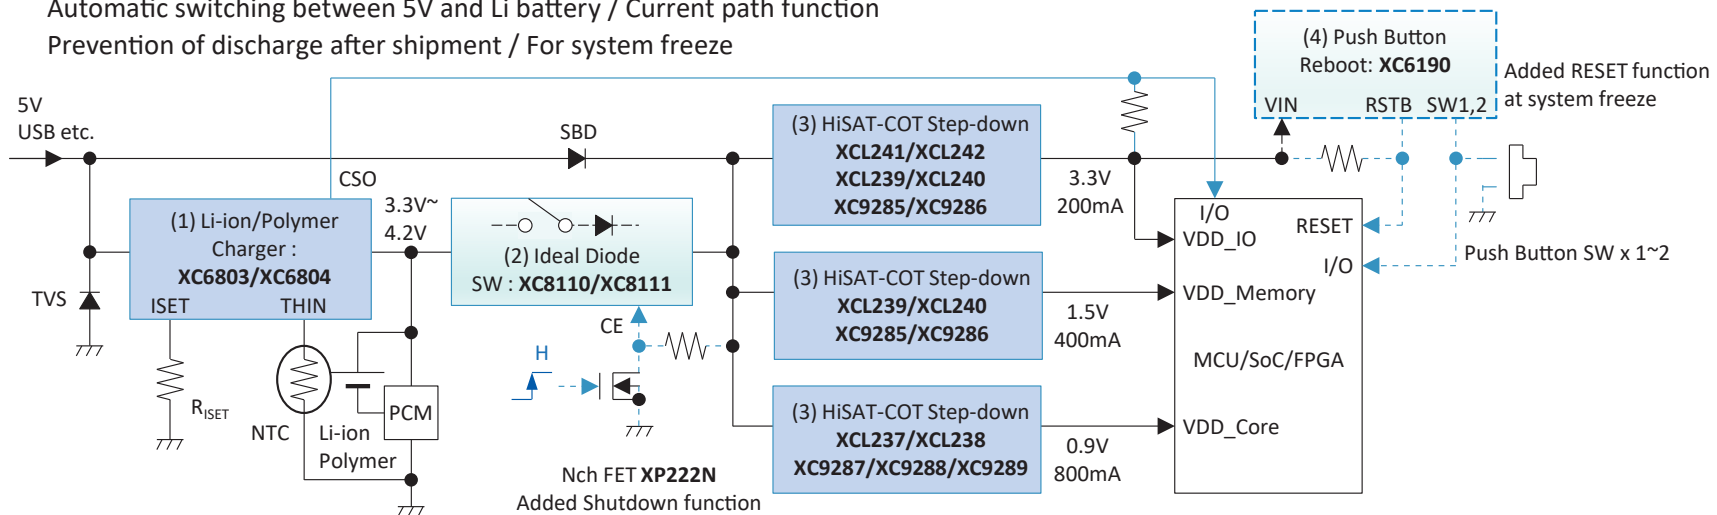 Automatic switching between 5V and Li battery / Current path function
Prevention of discharge after shipment / For system freeze
5V
USB etc.
SBD
CSO
(1) Li-ion/Polymer
Charger :
XC6803/XC6804
ISET
THIN
TVS
RISET
NTC
Li-ion
Polymer
PCM
3.3V~
4.2V
(2) Ideal Diode
SW : XC8110/XC8111
CE
H
Nch FET XP222N
Added Shutdown function
(3) HiSAT-COT Step-down
XCL241/XCL242
XCL239/XCL240
XC9285/XC9286
3.3V
200mA
(3) HiSAT-COT Step-down
XCL239/XCL240
XC9285/XC9286
1.5V
400mA
(3) HiSAT-COT Step-down
XCL237/XCL238
XC9287/XC9288/XC9289
0.9V
800mA
(4) Push Button
Reboot: XC6190
VIN
RSTB
SW1,2
Added RESET function
at system freeze
I/O
RESET
VDD_IO
I/O
VDD_Memory
MCU/SoC/FPGA
VDD_Core
Push Button SW x 1~2